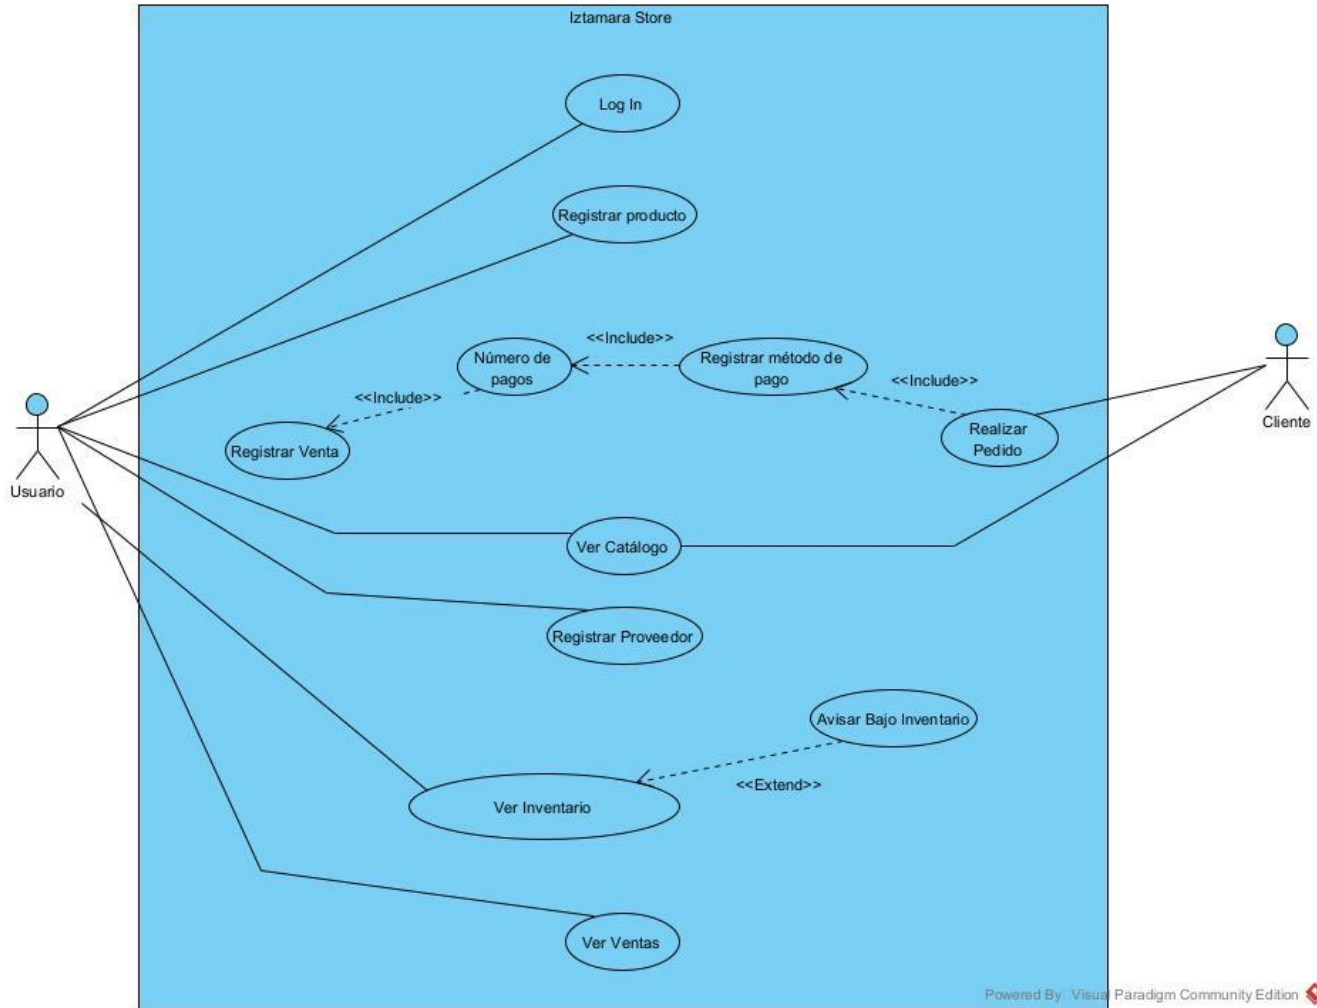 Iztamara Store
Log In
Registrar producto
<<Include>>
Número de
pagos
Registrar método de
pago
<<Include>>
<<Include>>
Registrar Venta
Realizar
Pedido
Cliente
Usuario
Ver Catálogo
Registrar Proveedor
Avisar Bajo Inventario
<<Extend>>
Ver Inventario
Ver Ventas
Powered By: Visual Paradigm Community Edition